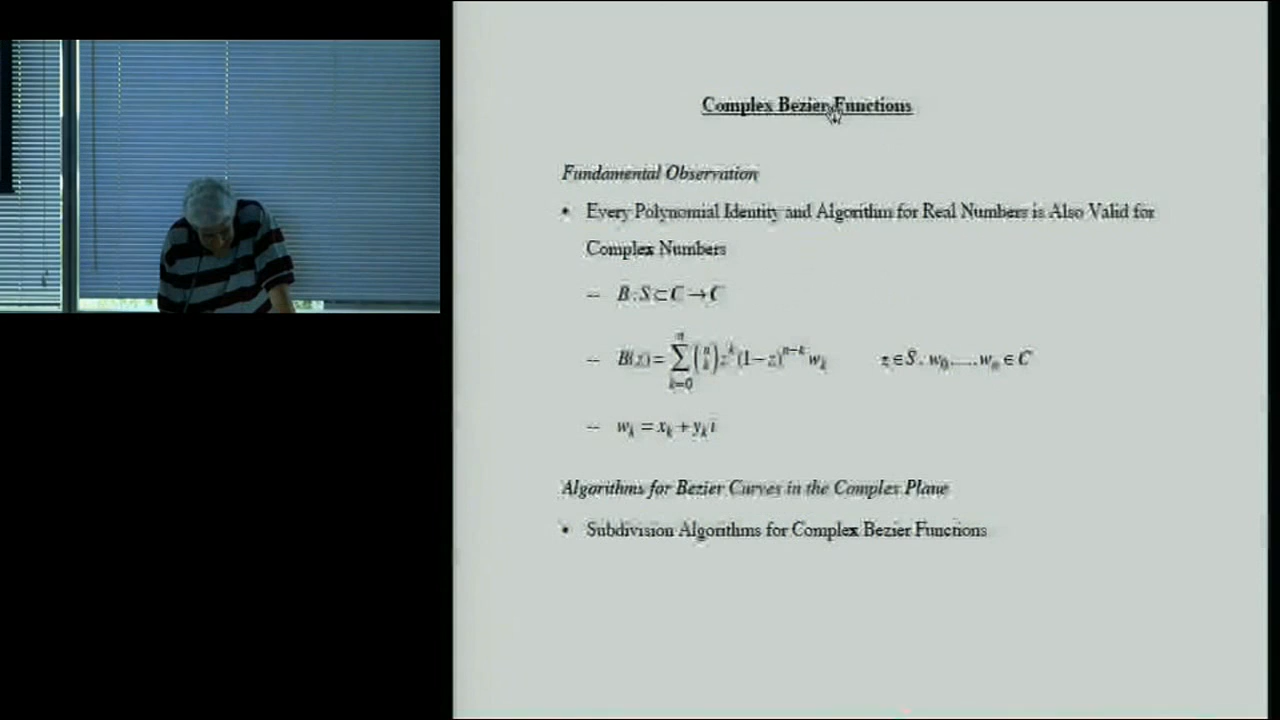 Complex Bezier Functions
Fundamental Observation
• Every Polynomial Identity and Algorithm for Real Numbers is Also Valid for
Complex Numbers
– B : S ⊂ C → C
– B(z) = ∑_{k=0}^{n} (n k) z^k (1 − z)^{n−k} w_k    z ∈ S, w_0,...., w_n ∈ C
– w_k = x_k + y_k i
Algorithms for Bezier Curves in the Complex Plane
• Subdivision Algorithms for Complex Bezier Functions